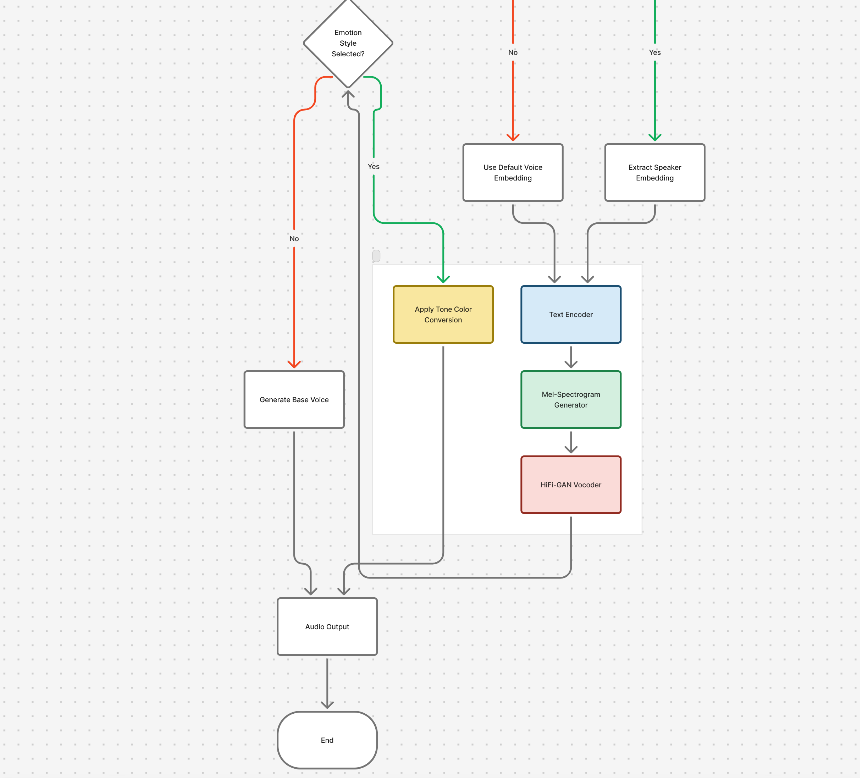 Emotion
Style
Selected?
No
Yes
Yes
Use Default Voice
Embedding
Extract Speaker
Embedding
No
Apply Tone Color
Conversion
Text Encoder
Generate Base Voice
Mel-Spectrogram
Generator
HiFi-GAN Vocoder
Audio Output
End